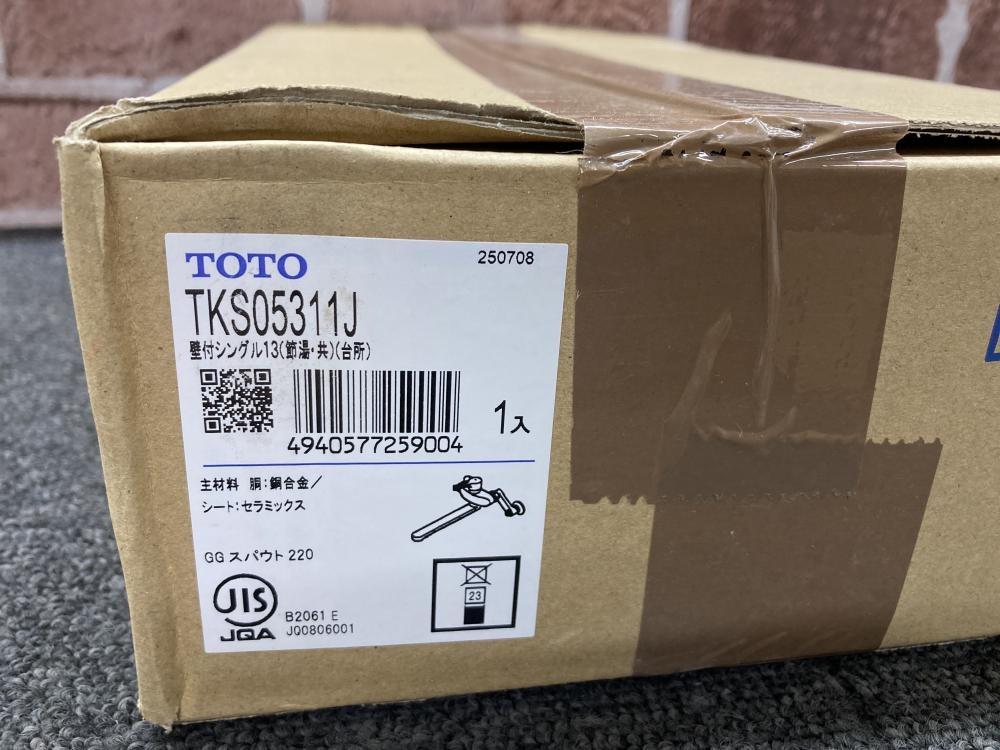 TOTO
250708
TKS05311J
壁付シングル13(節湯・共)(台所)
4940577259004
1入
主材料 胴:銅合金/
シート:セラミックス
GG スパウト 220
JIS
JQA
B2061 E
JQ0806001
23